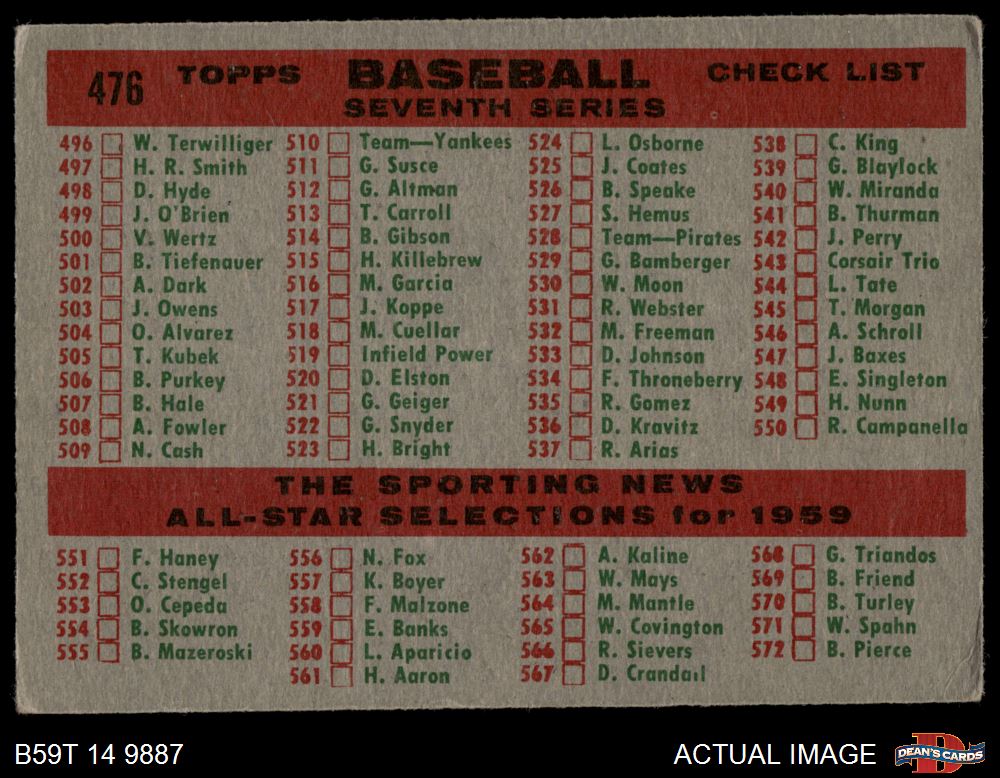 476 TOPPS BASEBALL CHECK LIST
SEVENTH SERIES
496 W. Terwilliger
497 H. R. Smith
498 D. Hyde
499 J. O'Brien
500 V. Wertz
501 B. Tiefenauer
502 A. Dark
503 J. Owens
504 O. Alvarez
505 T. Kubek
506 B. Purkey
507 B. Hale
508 A. Fowler
509 N. Cash
510 Team—Yankees
511 G. Susce
512 G. Altman
513 T. Carroll
514 B. Gibson
515 H. Killebrew
516 M. Garcia
517 J. Koppe
518 M. Cuellar
519 Infield Power
520 D. Elston
521 G. Geiger
522 G. Snyder
523 H. Bright
524 L. Osborne
525 J. Coates
526 B. Speake
527 S. Hemus
528 Team—Pirates
529 G. Bamberger
530 W. Moon
531 R. Webster
532 M. Freeman
533 D. Johnson
534 F. Throneberry
535 R. Gomez
536 D. Kravitz
537 R. Arias
538 C. King
539 G. Blaylock
540 W. Miranda
541 B. Thurman
542 J. Perry
543 Corsair Trio
544 L. Tate
545 T. Morgan
546 A. Schroll
547 J. Baxes
548 E. Singleton
549 H. Nunn
550 R. Campanella
THE SPORTING NEWS
ALL-STAR SELECTIONS for 1959
551 F. Haney
552 C. Stengel
553 O. Cepeda
554 B. Skowron
555 B. Mazeroski
556 N. Fox
557 K. Boyer
558 F. Malzone
559 E. Banks
560 L. Aparicio
561 H. Aaron
562 A. Kaline
563 W. Mays
564 M. Mantle
565 W. Covington
566 R. Sievers
567 D. Crandall
568 G. Triandos
569 B. Friend
570 B. Turley
571 W. Spahn
572 B. Pierce
B59T 14 9887
ACTUAL IMAGE
DEAN'S CARDS